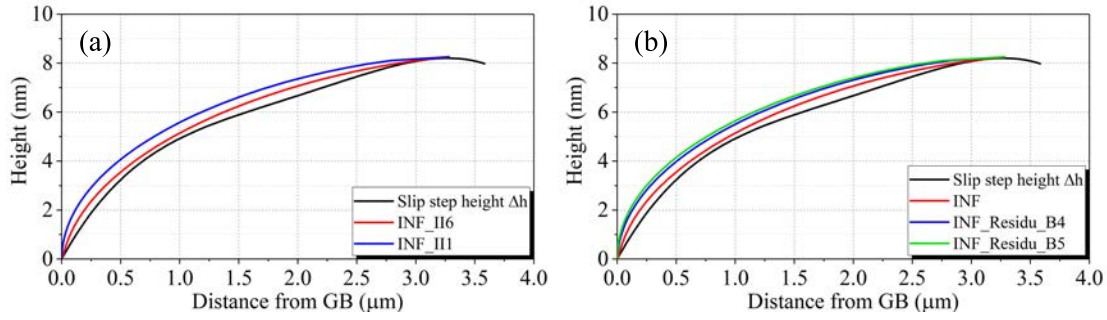 (a)
Height (nm)
10
8
6
4
2
0
Slip step height Δh
INF_II6
INF_II1
0.0 0.5 1.0 1.5 2.0 2.5 3.0 3.5 4.0
Distance from GB (μm)
(b)
Height (nm)
10
8
6
4
2
0
Slip step height Δh
INF
INF_Residu_B4
INF_Residu_B5
0.0 0.5 1.0 1.5 2.0 2.5 3.0 3.5 4.0
Distance from GB (μm)